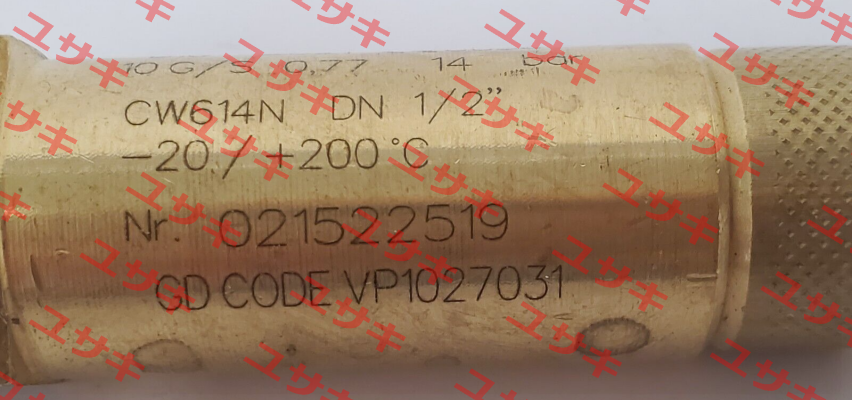 10 G/S 0,77 14 bar
CW614N DN 1/2"
-20./+200°C
Nr. 021522519
GD CODE VP1027031
ユサキ